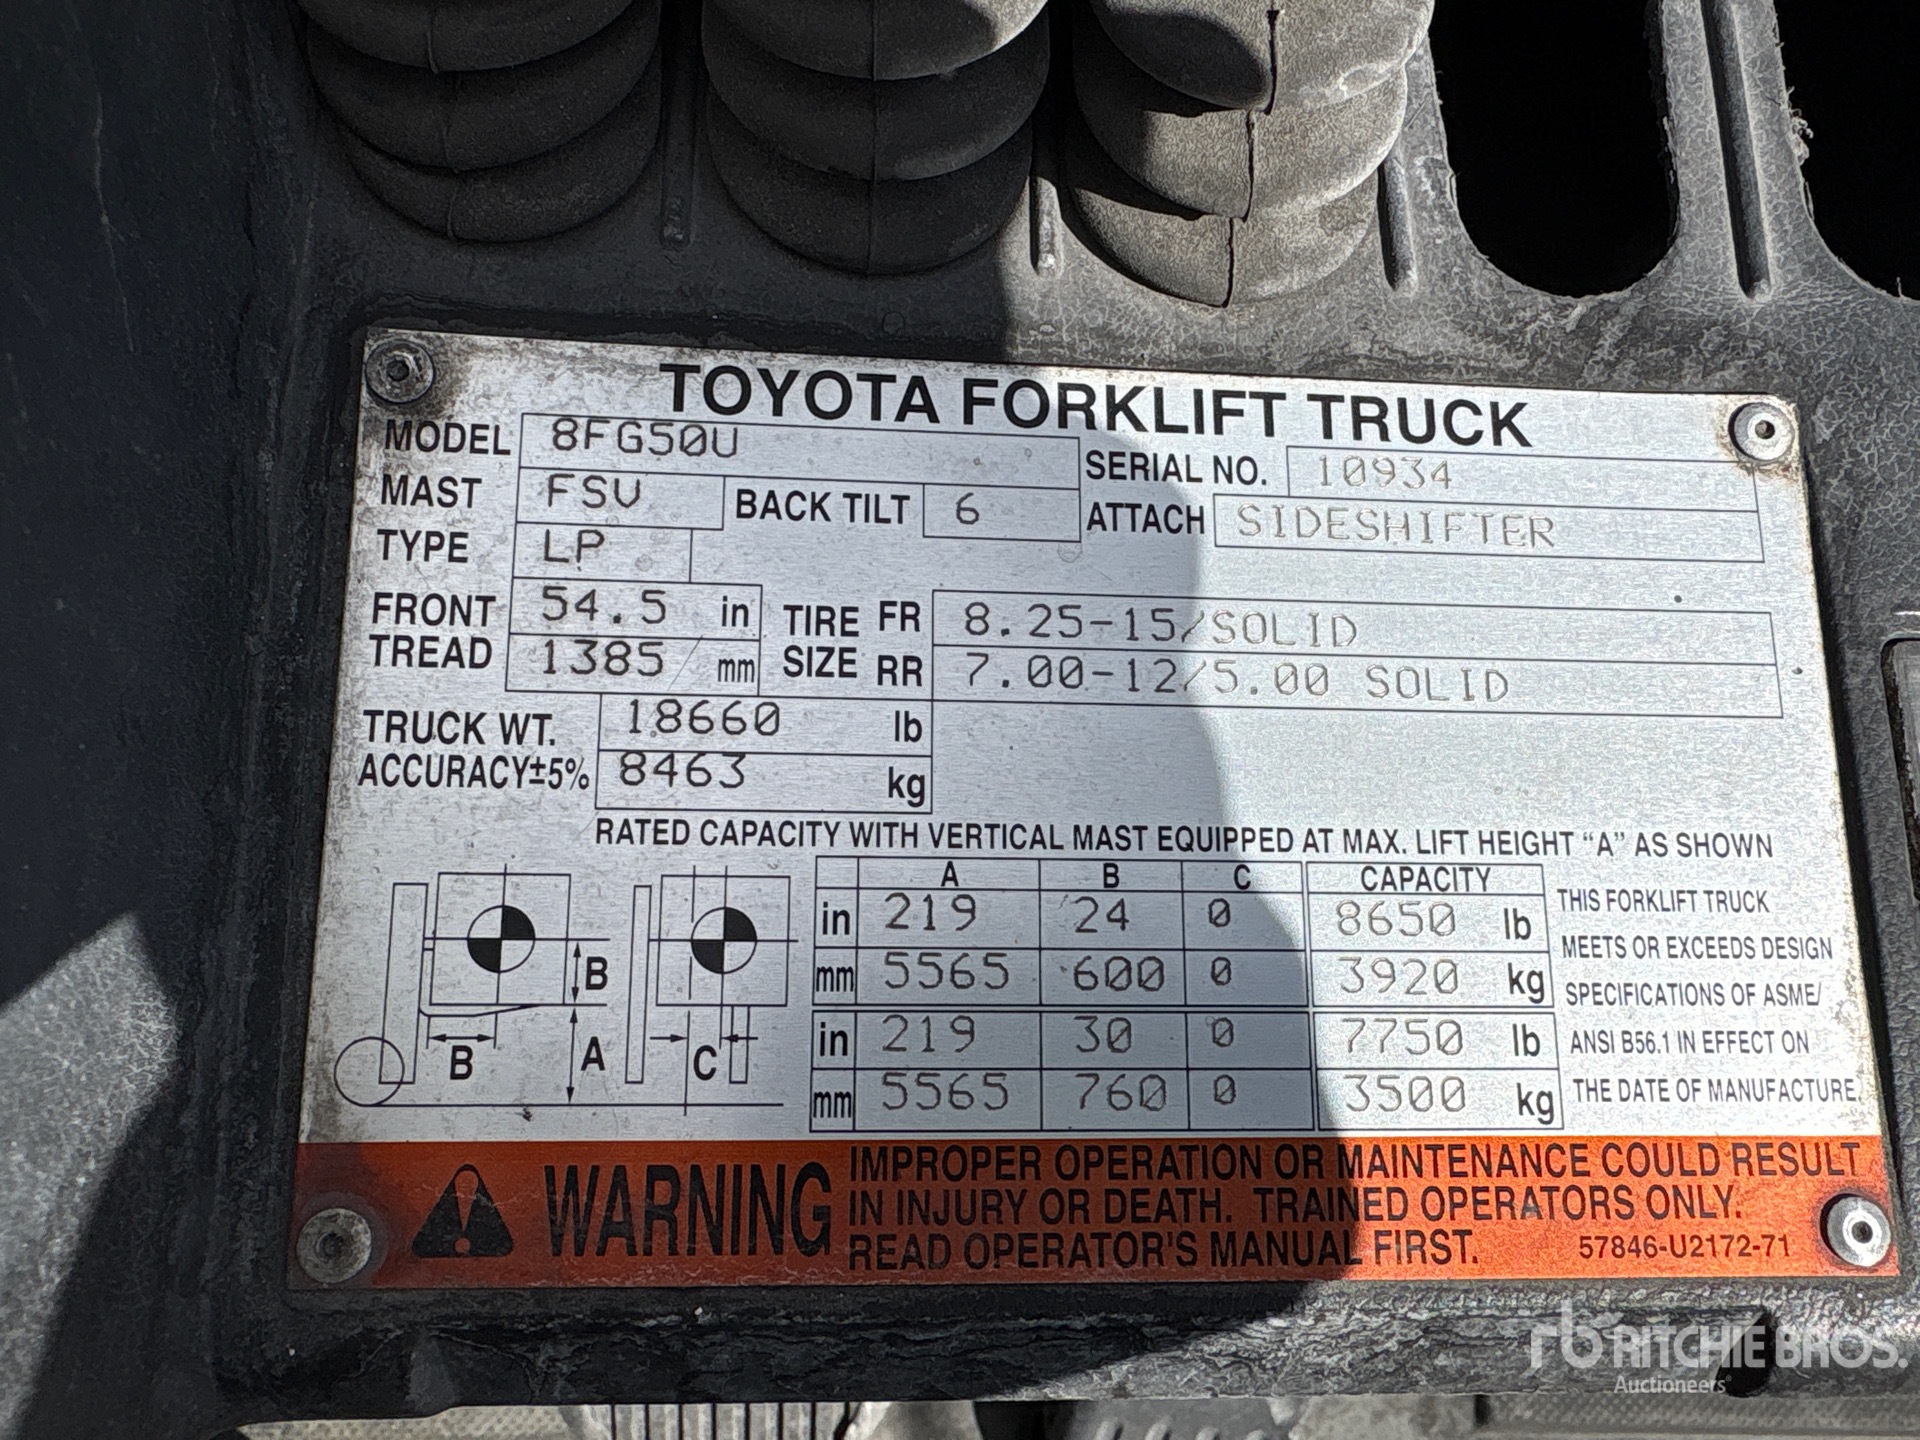 TOYOTA FORKLIFT TRUCK
MODEL 8FG50U SERIAL NO. 10934
MAST FSV BACK TILT 6 ATTACH SIDESHIFTER
TYPE LP
FRONT TREAD 54.5 in TIRE SIZE FR 8.25-15/SOLID
1385 mm RR 7.00-12/5.00 SOLID
TRUCK WT. 18660 lb
ACCURACY±5% 8463 kg
RATED CAPACITY WITH VERTICAL MAST EQUIPPED AT MAX. LIFT HEIGHT "A" AS SHOWN
A B C CAPACITY
in 219 24 0 8650 lb
mm 5565 600 0 3920 kg
in 219 30 0 7750 lb
mm 5565 760 0 3500 kg
B
B A C
THIS FORKLIFT TRUCK
MEETS OR EXCEEDS DESIGN
SPECIFICATIONS OF ASME/
ANSI B56.1 IN EFFECT ON
THE DATE OF MANUFACTURE.
WARNING
IMPROPER OPERATION OR MAINTENANCE COULD RESULT
IN INJURY OR DEATH. TRAINED OPERATORS ONLY.
READ OPERATOR'S MANUAL FIRST. 57846-U2172-71
rb RITCHIE BROS.
Auctioneers